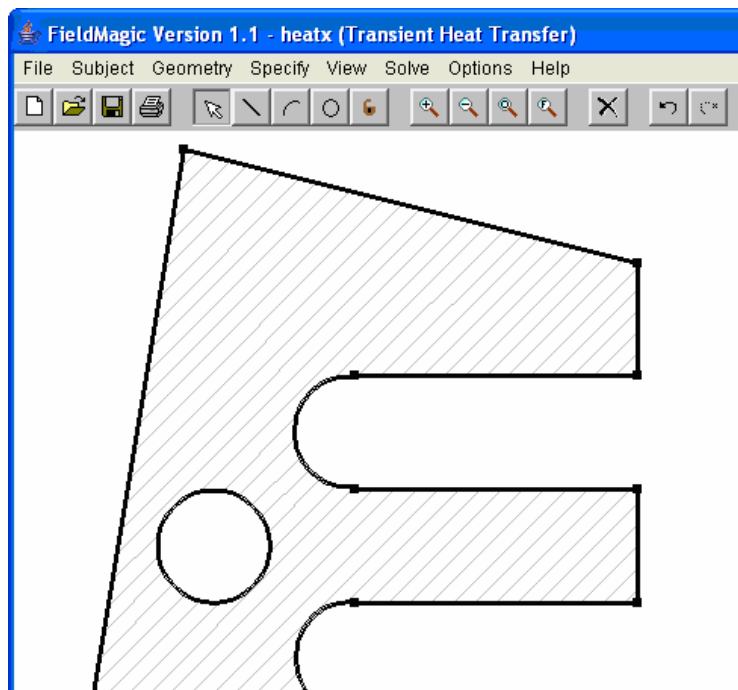 FieldMagic Version 1.1 - heatx (Transient Heat Transfer)
File Subject Geometry Specify View Solve Options Help
F